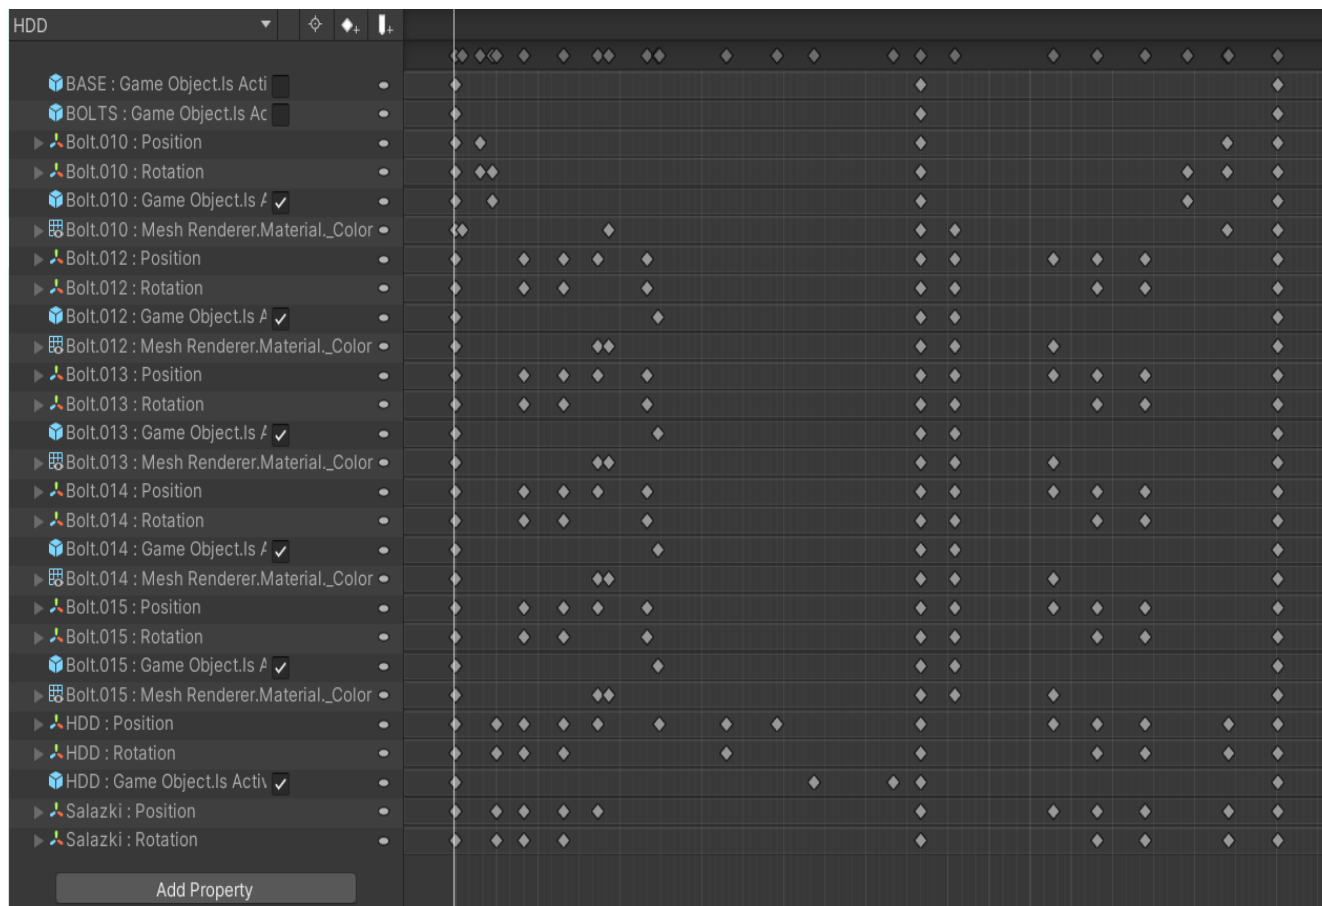 HDD
BASE : Game Object.Is Acti
BOLTS : Game Object.Is Ac
Bolt.010 : Position
Bolt.010 : Rotation
Bolt.010 : Game Object.Is A
Bolt.010 : Mesh Renderer.Material._Color
Bolt.012 : Position
Bolt.012 : Rotation
Bolt.012 : Game Object.Is A
Bolt.012 : Mesh Renderer.Material._Color
Bolt.013 : Position
Bolt.013 : Rotation
Bolt.013 : Game Object.Is A
Bolt.013 : Mesh Renderer.Material._Color
Bolt.014 : Position
Bolt.014 : Rotation
Bolt.014 : Game Object.Is A
Bolt.014 : Mesh Renderer.Material._Color
Bolt.015 : Position
Bolt.015 : Rotation
Bolt.015 : Game Object.Is A
Bolt.015 : Mesh Renderer.Material._Color
HDD : Position
HDD : Rotation
HDD : Game Object.Is Activ
Salazki : Position
Salazki : Rotation
Add Property